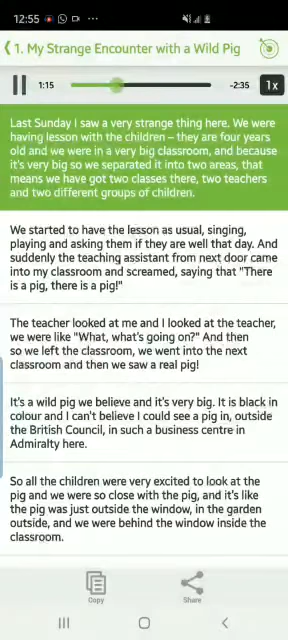 12:55
1. My Strange Encounter with a Wild Pig
1:15
-2:35
1x
Last Sunday I saw a very strange thing here. We were
having lesson with the children – they are four years
old and we were in a very big classroom, and because
it's very big so we separated it into two areas, that
means we have got two classes there, two teachers
and two different groups of children.
We started to have the lesson as usual, singing,
playing and asking them if they are well that day. And
suddenly the teaching assistant from next door came
into my classroom and screamed, saying that "There
is a pig, there is a pig!"
The teacher looked at me and I looked at the teacher,
we were like "What, what's going on?" And then
so we left the classroom, we went into the next
classroom and then we saw a real pig!
It's a wild pig we believe and it's very big. It is black in
colour and I can't believe I could see a pig in, outside
the British Council, in such a business centre in
Admiralty here.
So all the children were very excited to look at the
pig and we were so close with the pig, and it's like
the pig was just outside the window, in the garden
outside, and we were behind the window inside the
classroom.
Copy
Share